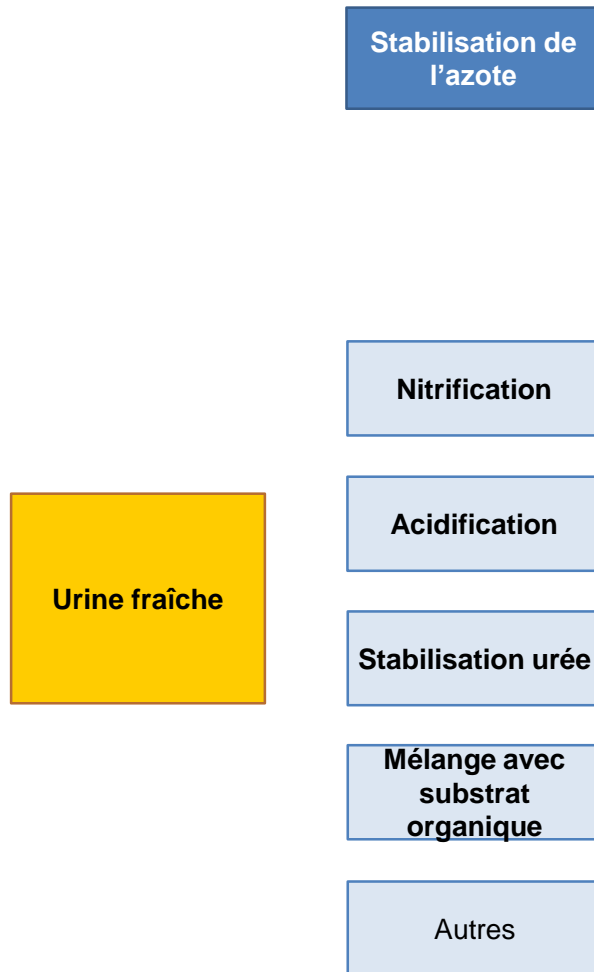 Stabilisation de
l’azote
Nitrification
Acidification
Urine fraîche
Stabilisation urée
Mélange avec
substrat
organique
Autres